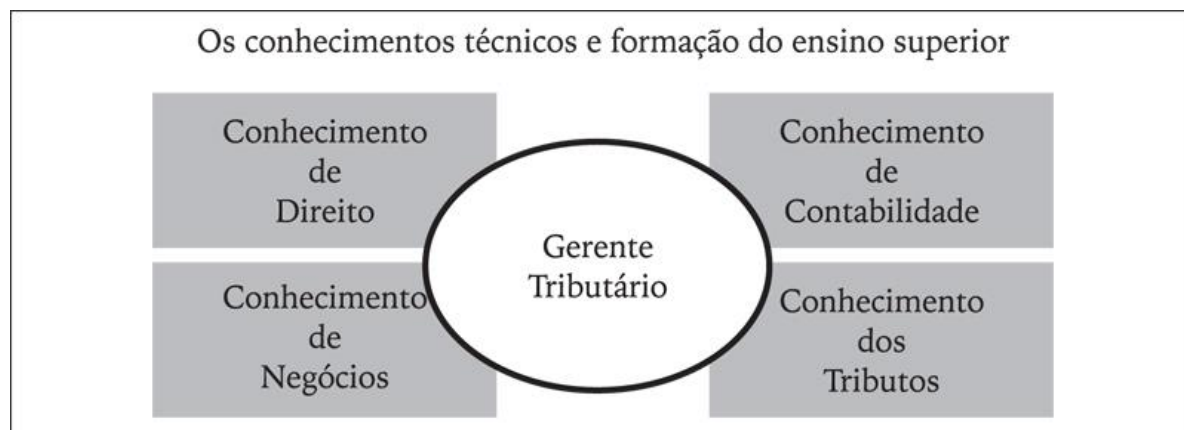 Os conhecimentos técnicos e formação do ensino superior
Conhecimento
de
Direito
Conhecimento
de
Contabilidade
Gerente
Tributário
Conhecimento
de
Negócios
Conhecimento
dos
Tributos